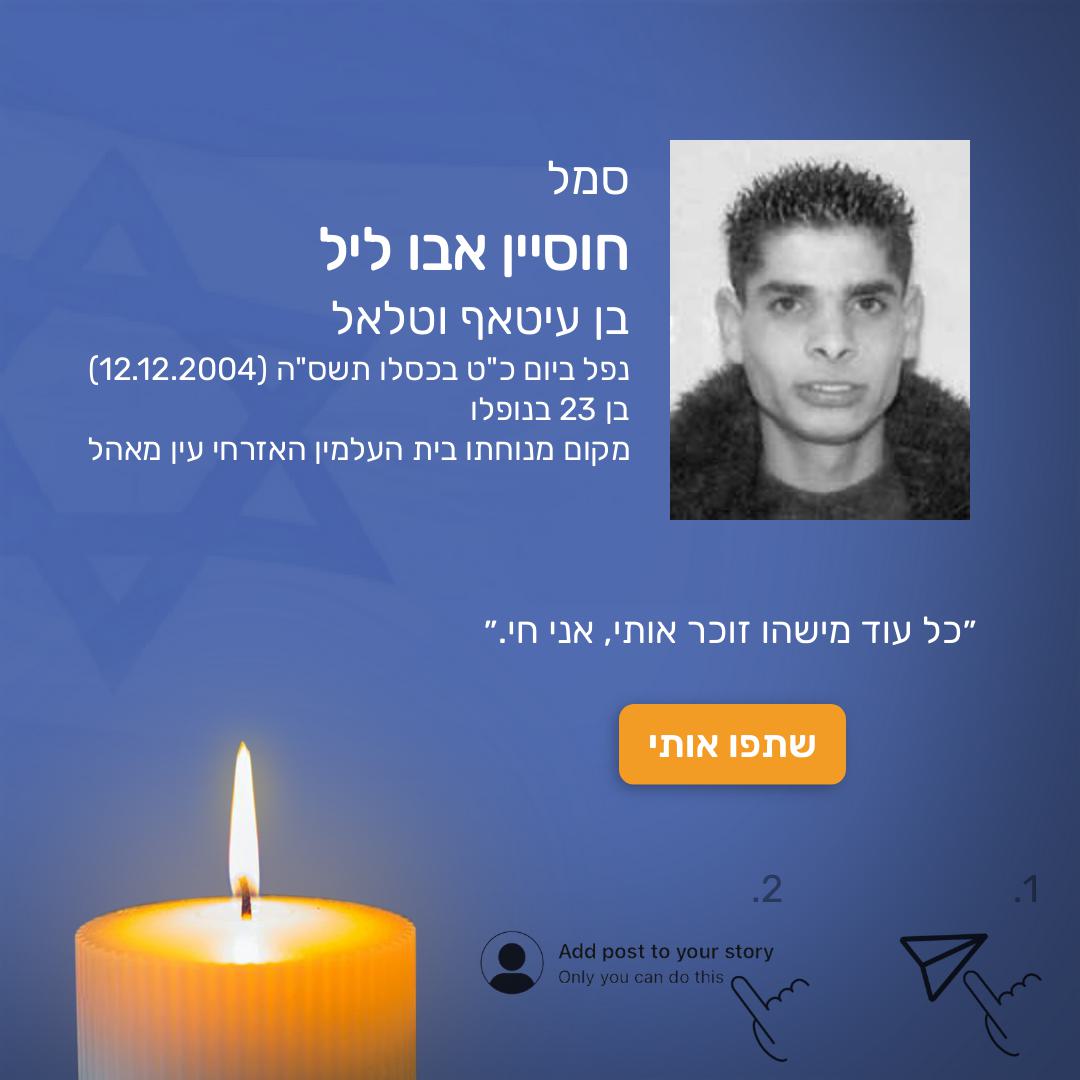 סמל
חוסיין אבו ליל
בן עיטאף וטלאל
נפל ביום כ"ט בכסלו תשס"ה (12.12.2004)
בן 23 בנופלו
מקום מנוחתו בית העלמין האזרחי עין מאהל
״כל עוד מישהו זוכר אותי, אני חי.״
שתפו אותי
1.
2.
Add post to your story
Only you can do this